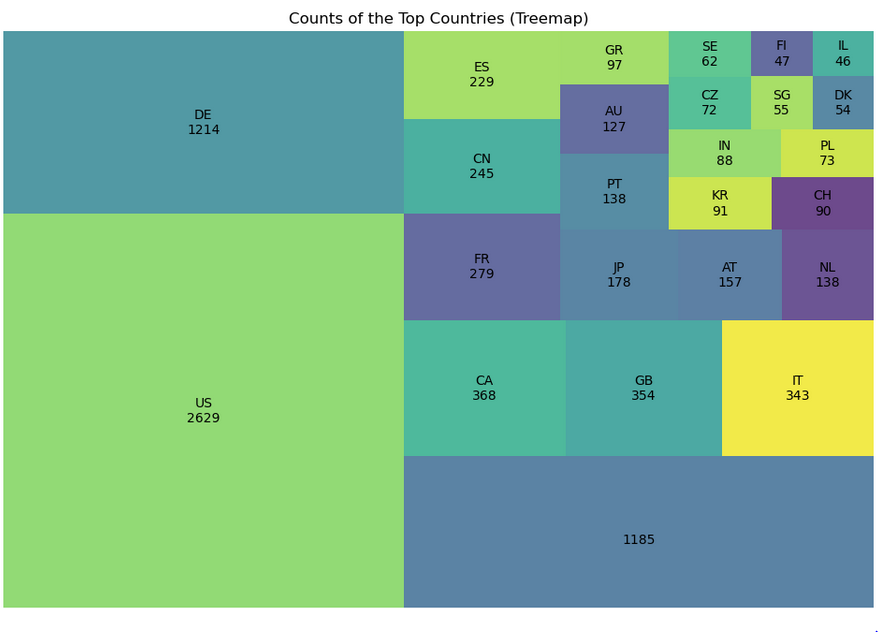 Counts of the Top Countries (Treemap)
DE
1214
US
2629
ES
229
CN
245
FR
279
GR
97
AU
127
PT
138
SE
62
FI
47
IL
46
CZ
72
SG
55
DK
54
IN
88
PL
73
KR
91
CH
90
JP
178
AT
157
NL
138
CA
368
GB
354
IT
343
1185